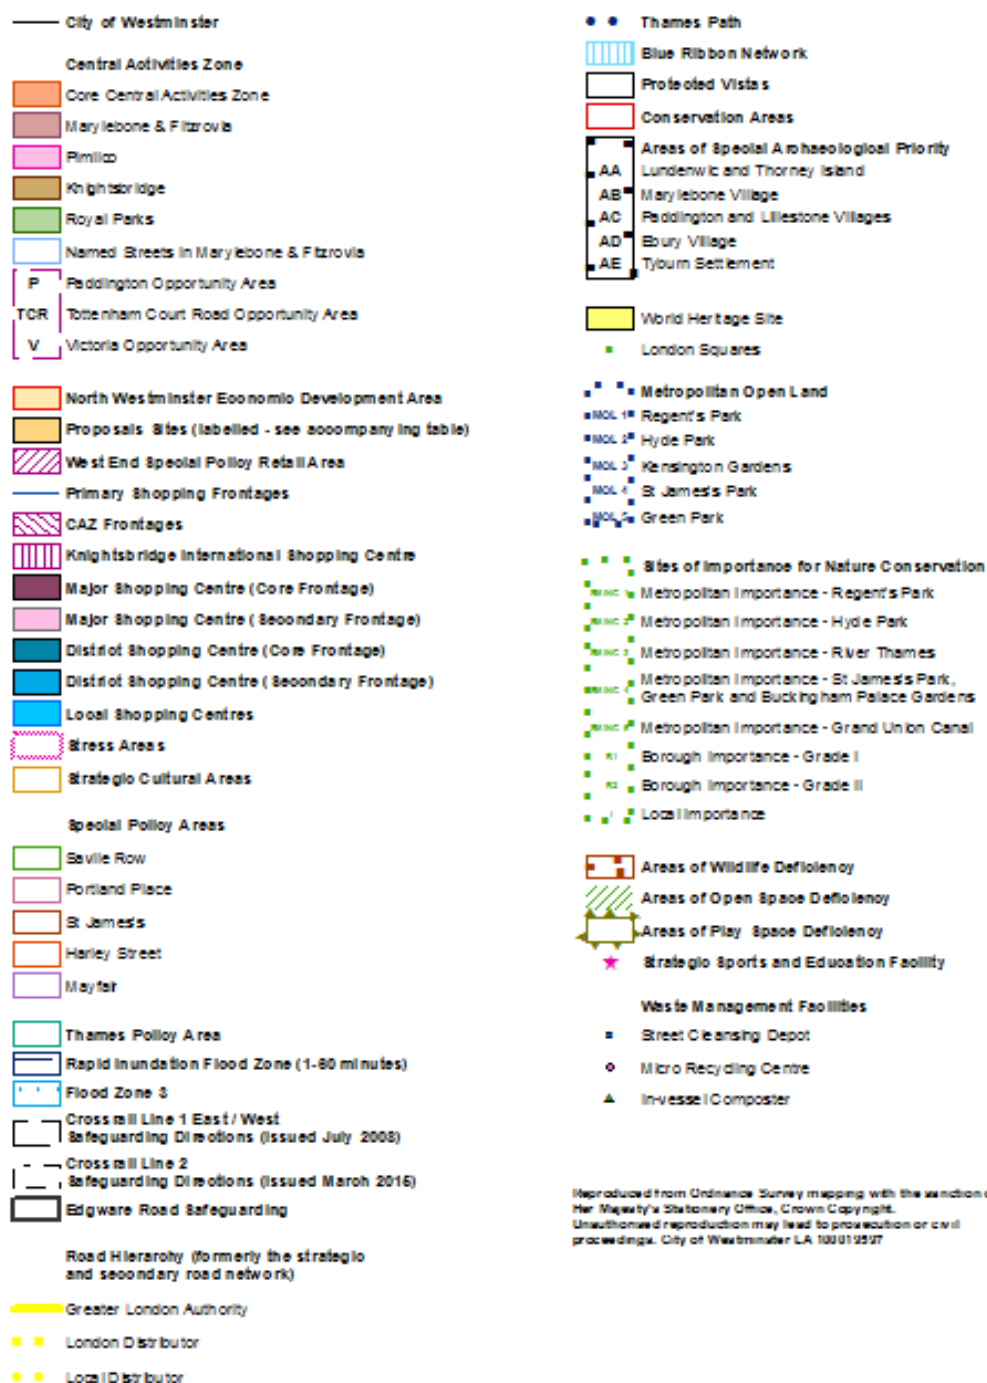 City of Westminster
Central Activities Zone
Core Central Activities Zone
Marylebone & Fitzrovia
Pimlico
Knightsbridge
Royal Parks
Named Streets in Marylebone & Fitzrovia
P Paddington Opportunity Area
TCR Tottenham Court Road Opportunity Area
V Victoria Opportunity Area
North Westminster Economic Development Area
Proposals Sites (labelled - see accompanying table)
West End Special Policy Retail Area
Primary Shopping Frontages
CAZ Frontages
Knightsbridge International Shopping Centre
Major Shopping Centre (Core Frontage)
Major Shopping Centre (Secondary Frontage)
District Shopping Centre (Core Frontage)
District Shopping Centre (Secondary Frontage)
Local Shopping Centres
Stress Areas
Strategic Cultural Areas
Special Policy Areas
Savile Row
Portland Place
St James's
Harley Street
Mayfair
Thames Policy Area
Rapid Inundation Flood Zone (1-60 minutes)
Flood Zone 3
Crossrail Line 1 East / West
Safeguarding Directions (Issued July 2008)
Crossrail Line 2
Safeguarding Directions (Issued March 2015)
Edgware Road Safeguarding
Road Hierarchy (formerly the strategic
and secondary road network)
Greater London Authority
London Distributor
Local Distributor
Thames Path
Blue Ribbon Network
Protected Vistas
Conservation Areas
Areas of Special Archaeological Priority
AA Lundenwic and Thorney Island
AB Marylebone Village
AC Paddington and Lillestone Villages
AD Ebury Village
AE Tyburn Settlement
World Heritage Site
London Squares
Metropolitan Open Land
MOL 1 Regent's Park
MOL 2 Hyde Park
MOL 3 Kensington Gardens
MOL 4 St James's Park
MOL 5 Green Park
Sites of Importance for Nature Conservation
Metropolitan Importance - Regent's Park
Metropolitan Importance - Hyde Park
Metropolitan Importance - River Thames
Metropolitan Importance - St James's Park,
Green Park and Buckingham Palace Gardens
Metropolitan Importance - Grand Union Canal
Borough Importance - Grade I
Borough Importance - Grade II
Local Importance
Areas of Wildlife Deficiency
Areas of Open Space Deficiency
Areas of Play Space Deficiency
Strategic Sports and Education Facility
Waste Management Facilities
Street Cleansing Depot
Micro Recycling Centre
In-vessel Composter
Reproduced from Ordnance Survey mapping with the sanction
Her Majesty's Stationery Office, Crown Copyright.
Unauthorised reproduction may lead to prosecution or civil
proceedings. City of Westminster LA 100019597